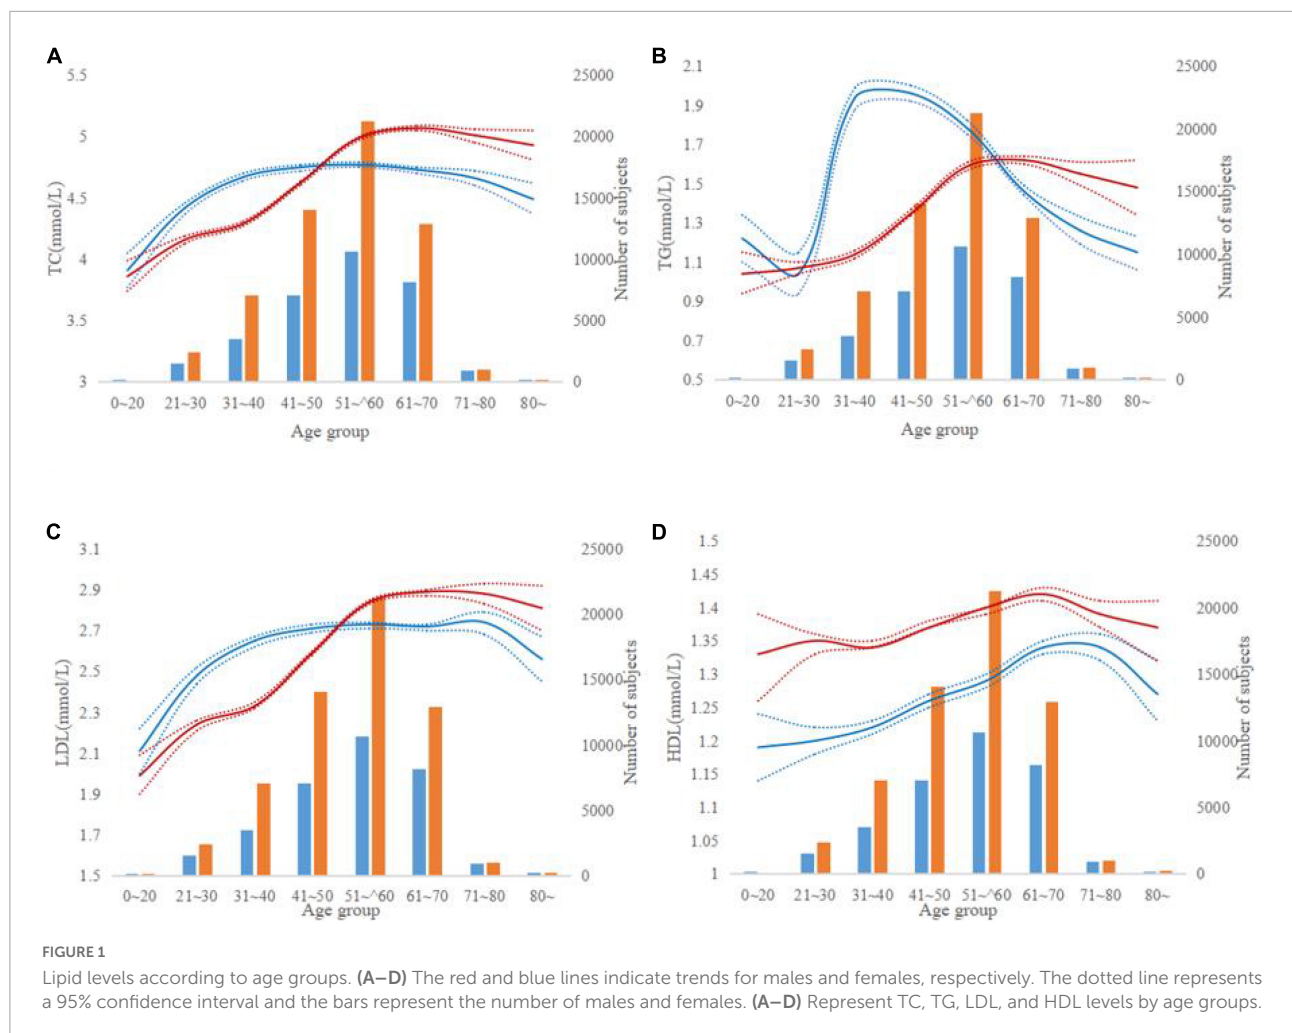 A
5.5
5
4.5
4
3.5
3
TC(mmol/L)
25000
20000
15000
10000
5000
0
Number of subjects
0~20 21~30 31~40 41~50 51~^60 61~70 71~80 80~
Age group
B
2.1
1.9
1.7
1.5
1.3
1.1
0.9
0.7
0.5
TG(mmol/L)
25000
20000
15000
10000
5000
0
Number of subjects
0~20 21~30 31~40 41~50 51~^60 61~70 71~80 80~
Age group
C
3.1
2.9
2.7
2.5
2.3
2.1
1.9
1.7
1.5
LDL(mmol/L)
25000
20000
15000
10000
5000
0
Number of subjects
0~20 21~30 31~40 41~50 51~^60 61~70 71~80 80~
Age group
D
1.5
1.45
1.4
1.35
1.3
1.25
1.2
1.15
1.1
1.05
1
HDL(mmol/L)
25000
20000
15000
10000
5000
0
Number of subjects
0~20 21~30 31~40 41~50 51~^60 61~70 71~80 80~
Age group
FIGURE 1
Lipid levels according to age groups. (A–D) The red and blue lines indicate trends for males and females, respectively. The dotted line represents
a 95% confidence interval and the bars represent the number of males and females. (A–D) Represent TC, TG, LDL, and HDL levels by age groups.